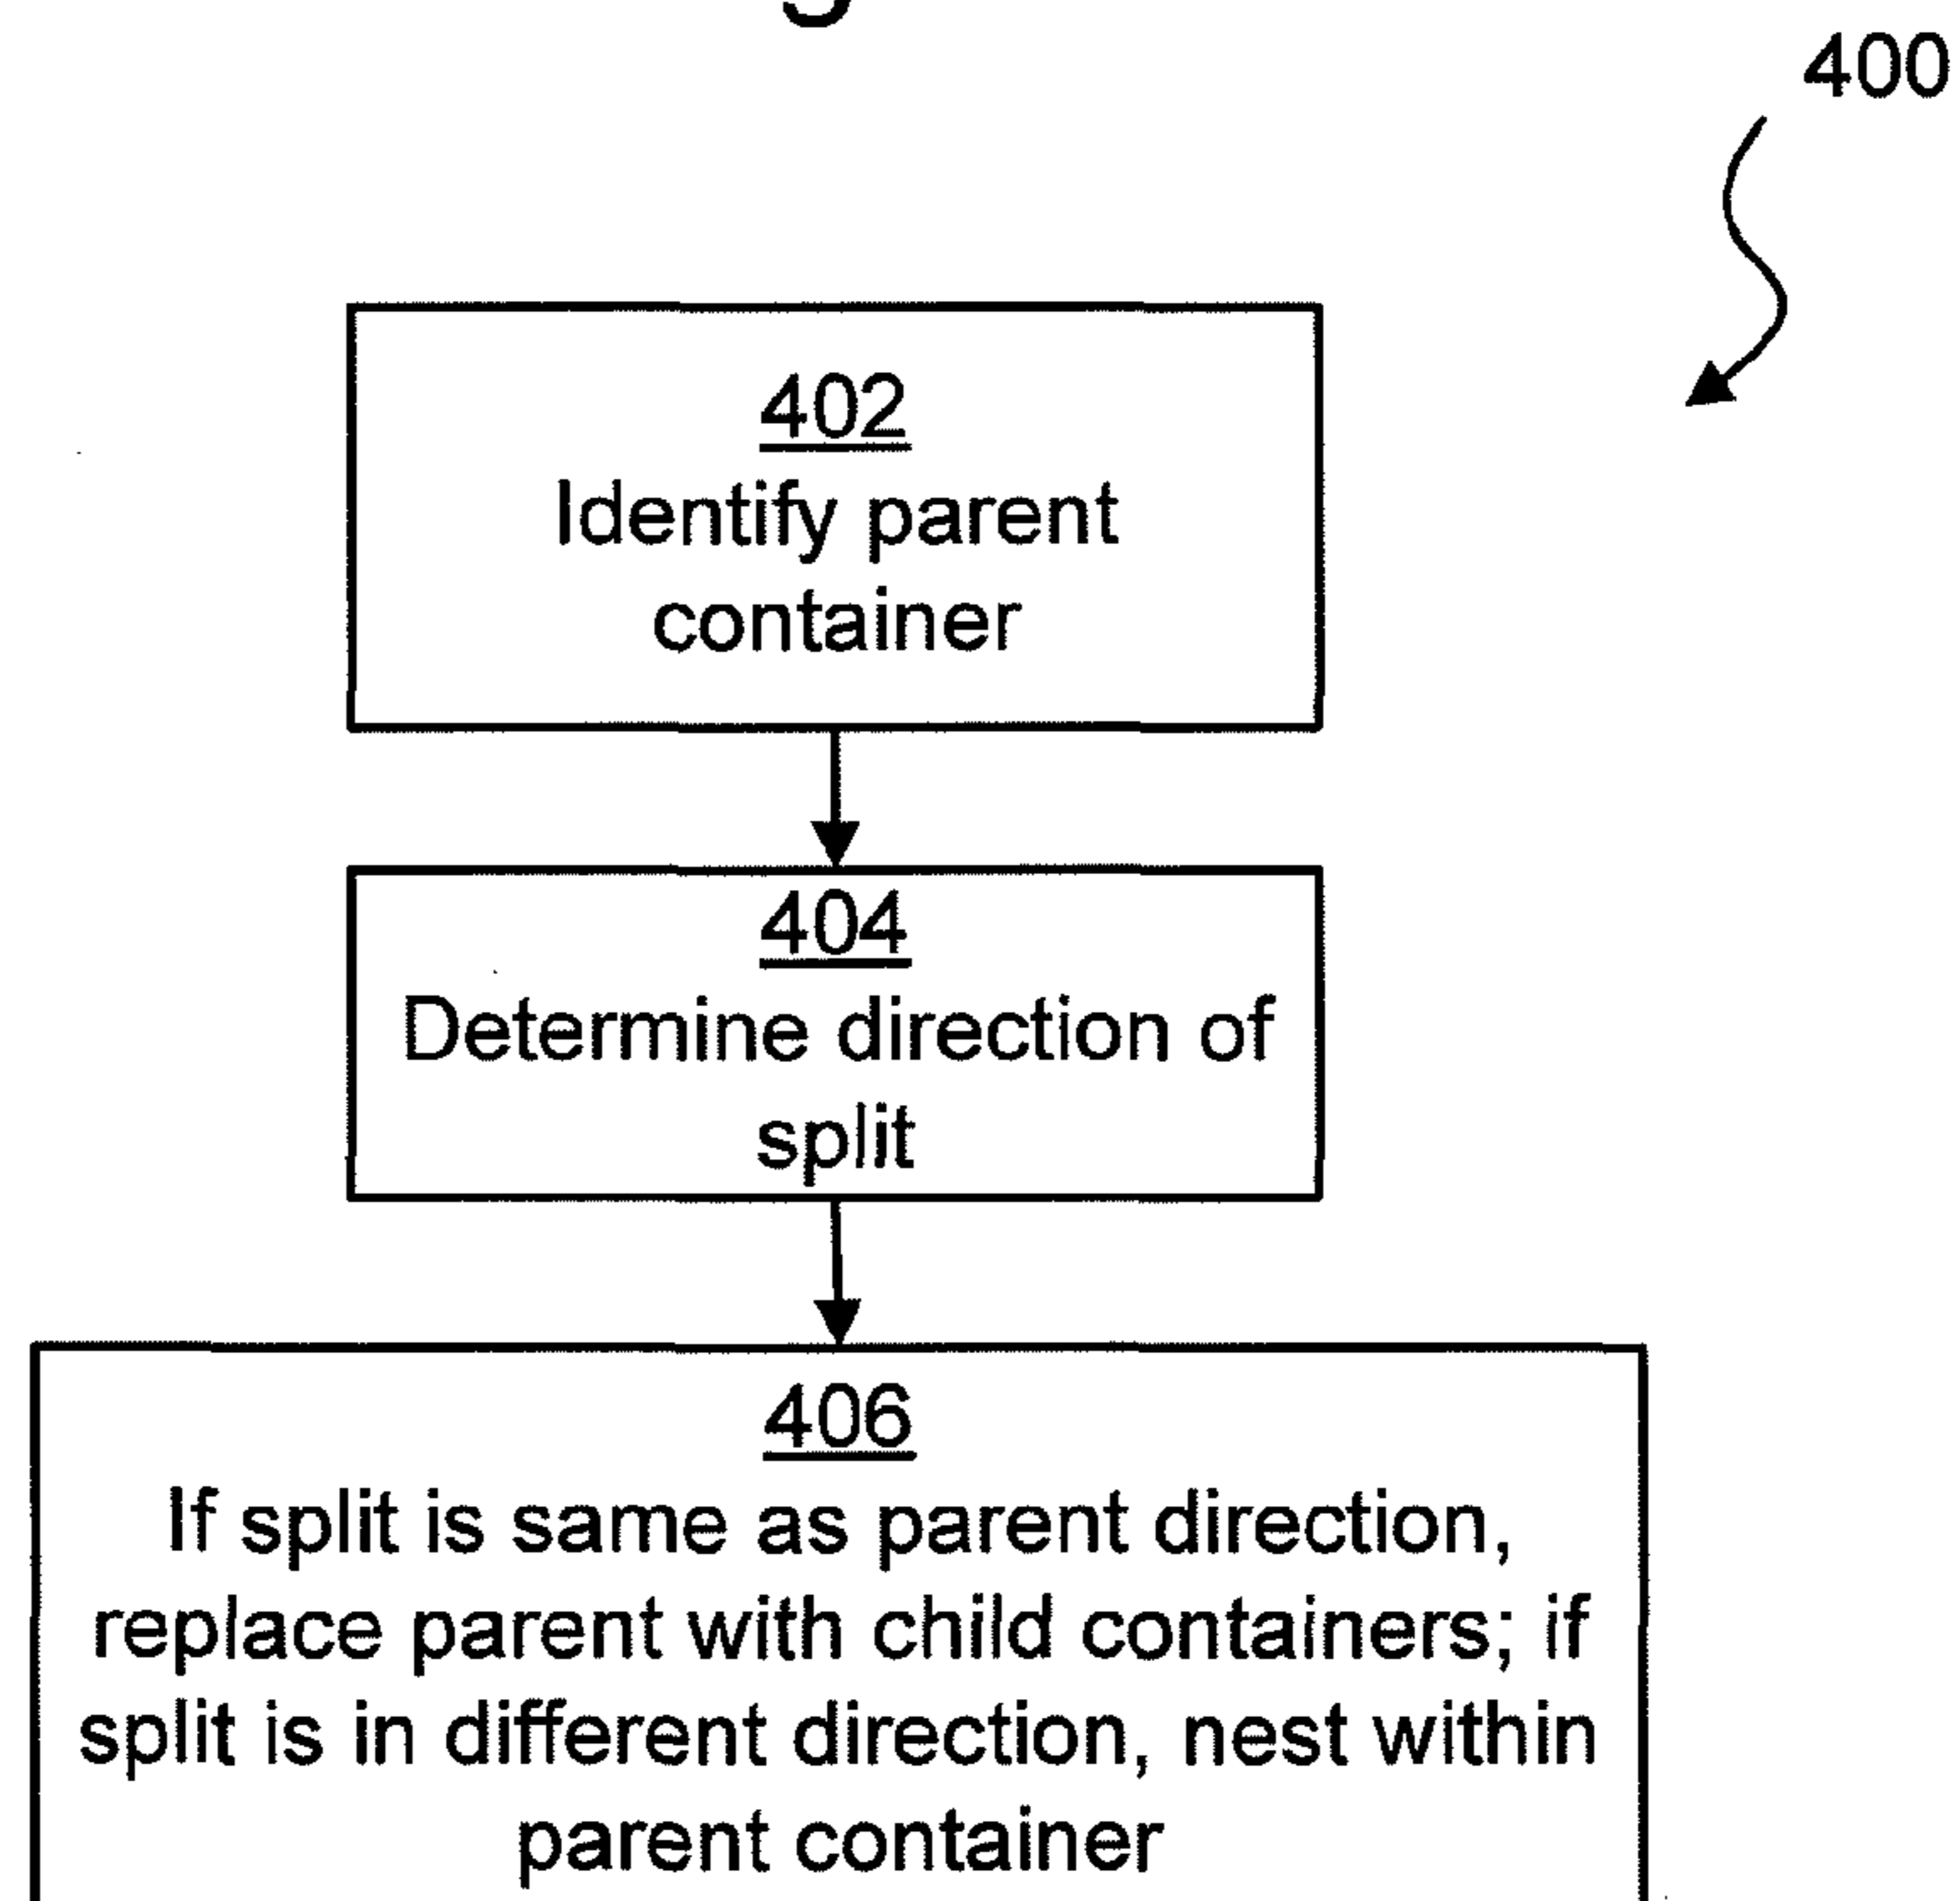 400
402
Identify parent
container
404
Determine direction of
split
406
If split is same as parent direction,
replace parent with child containers; if
split is in different direction, nest within
parent container